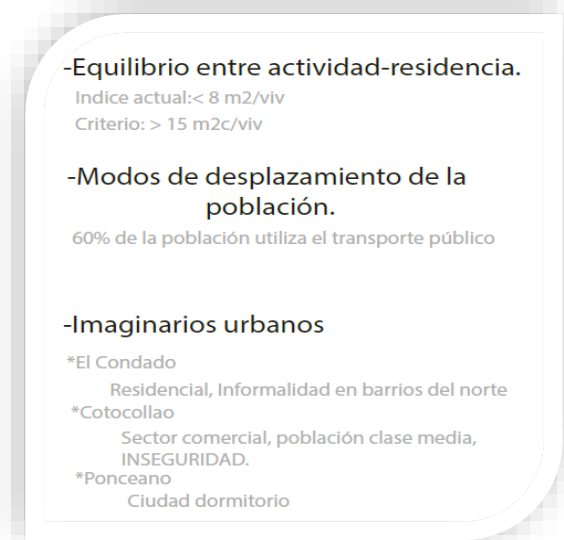 -Equilibrio entre actividad-residencia.
Indice actual:< 8 m2/viv
Criterio: > 15 m2c/viv
-Modos de desplazamiento de la
población.
60% de la población utiliza el transporte público
-Imaginarios urbanos
*El Condado
Residencial, Informalidad en barrios del norte
*Cotocollao
Sector comercial, población clase media,
INSEGURIDAD.
*Ponceano
Ciudad dormitorio